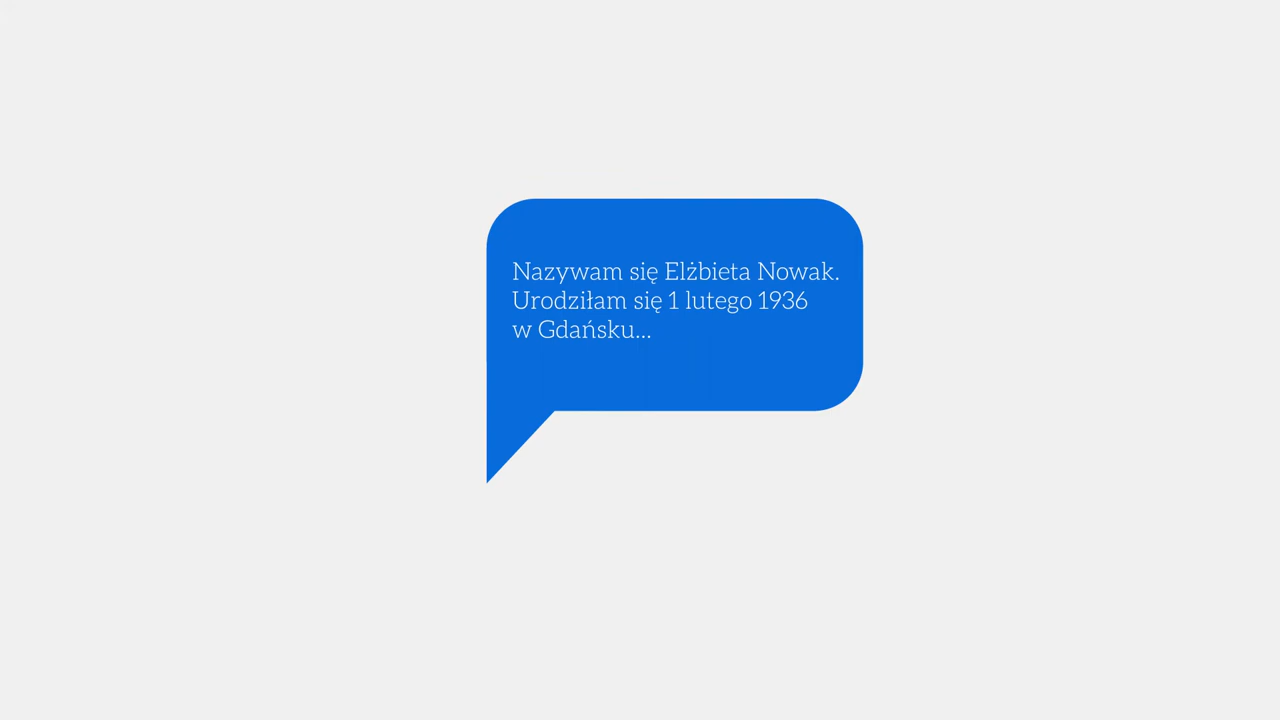 Nazywam się Elżbieta Nowak.
Urodziłam się 1 lutego 1936
w Gdańsku...